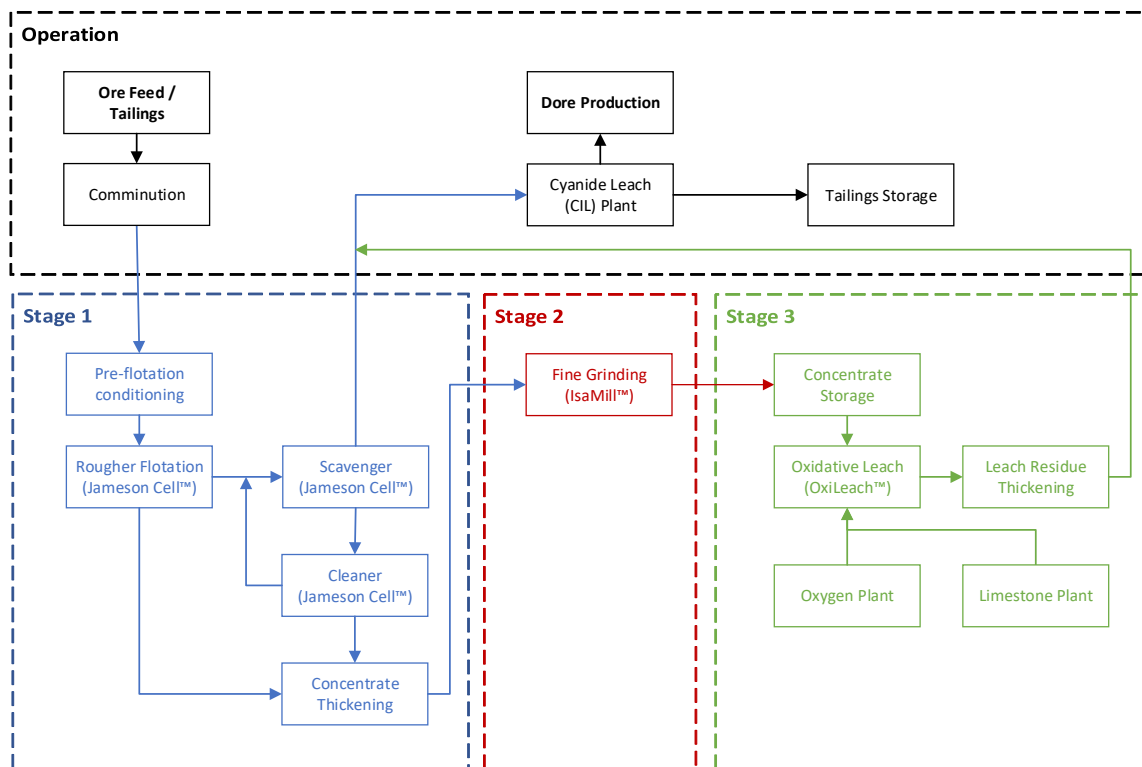 Operation
Ore Feed /
Tailings
Comminution
Dore Production
Cyanide Leach
(CIL) Plant
Tailings Storage
Stage 1
Pre-flotation
conditioning
Rougher Flotation
(Jameson Cell™)
Scavenger
(Jameson Cell™)
Cleaner
(Jameson Cell™)
Concentrate
Thickening
Stage 2
Fine Grinding
(IsaMill™)
Stage 3
Concentrate
Storage
Oxidative Leach
(OxiLeach™)
Leach Residue
Thickening
Oxygen Plant
Limestone Plant